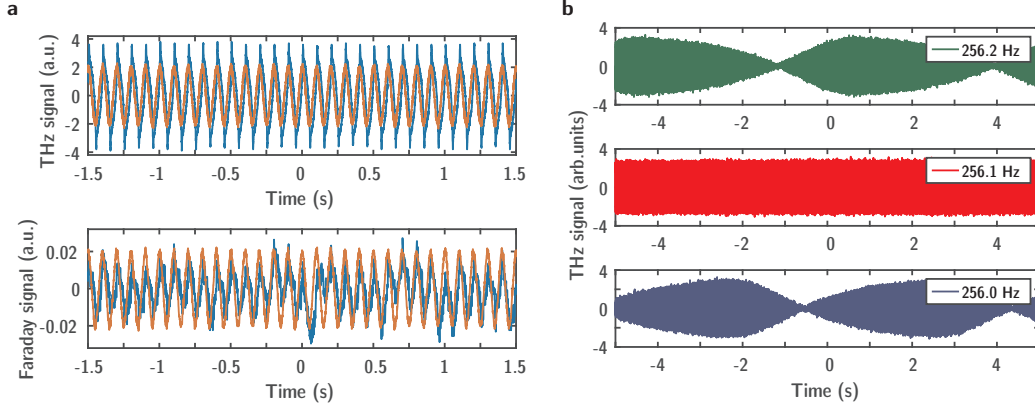 a
THz signal (a.u.)
4
2
0
-2
-4
-1.5 -1 -0.5 0 0.5 1 1.5
Time (s)
Faraday signal (a.u.)
0.02
0
-0.02
-1.5 -1 -0.5 0 0.5 1 1.5
Time (s)
b
THz signal (arb.units)
4
0
-4
256.2 Hz
-4 -2 0 2 4
4
0
-4
256.1 Hz
-4 -2 0 2 4
4
0
-4
256.0 Hz
-4 -2 0 2 4
Time (s)